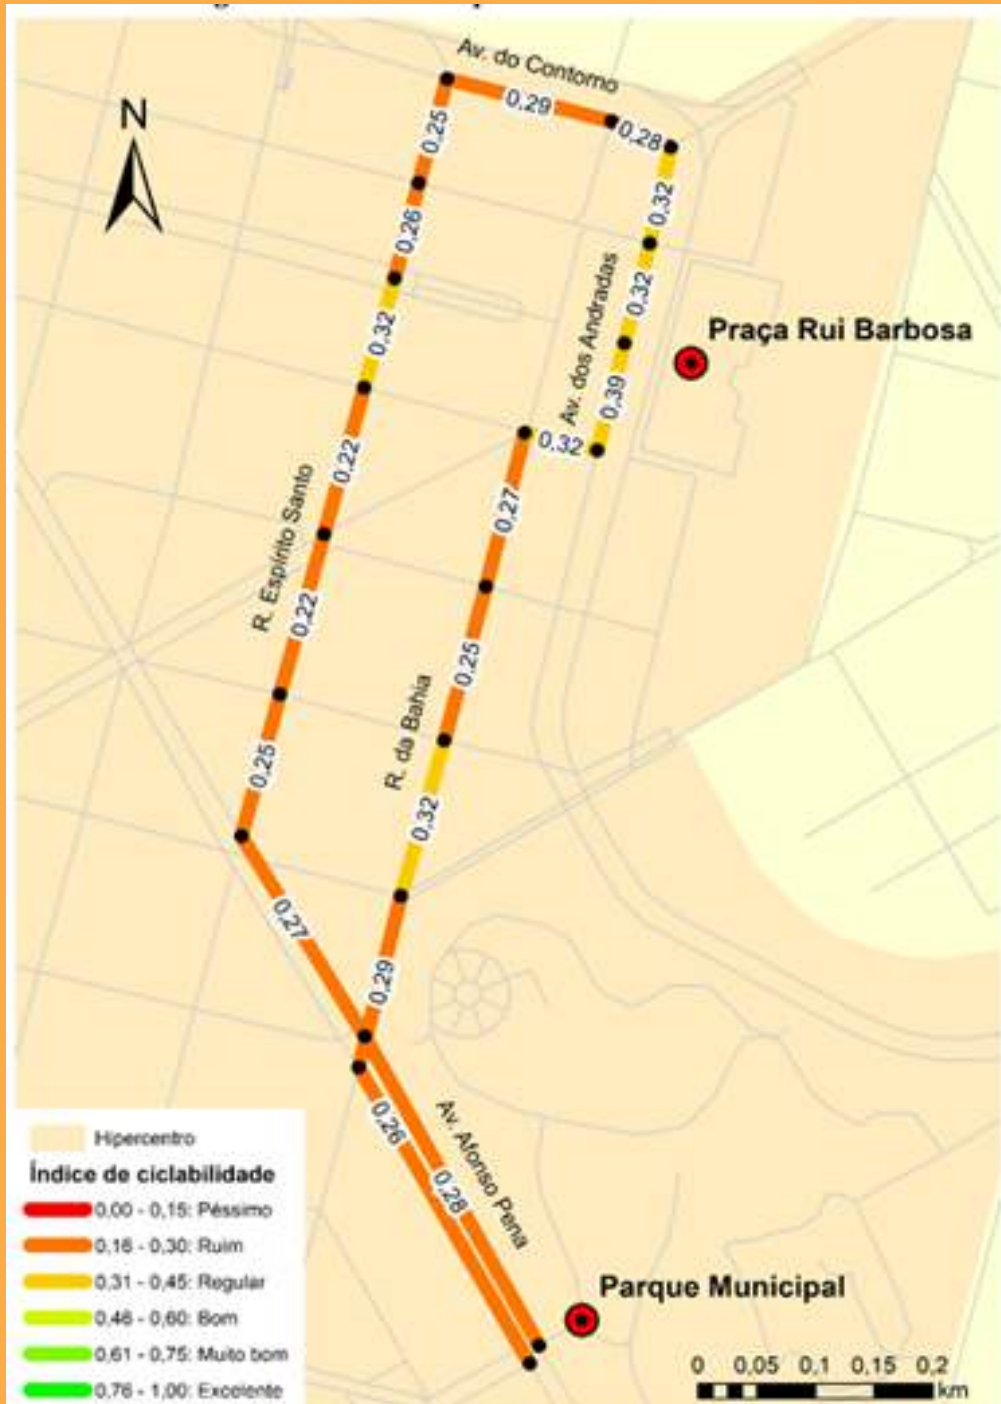 Av. do Contorno
N
0,29
0,28
0,25
0,32
0,26
0,32
0,32
Av. dos Andradas
Praça Rui Barbosa
0,39
0,32
0,22
0,27
R. Espírito Santo
0,22
0,25
R. da Bahia
0,25
0,32
0,27
0,29
0,26
Av. Afonso Pena
0,28
Parque Municipal
Hipercentro
Índice de ciclabilidade
0,00 - 0,15: Péssimo
0,16 - 0,30: Ruim
0,31 - 0,45: Regular
0,46 - 0,60: Bom
0,61 - 0,75: Muito bom
0,76 - 1,00: Excelente
0 0,05 0,1 0,15 0,2
km